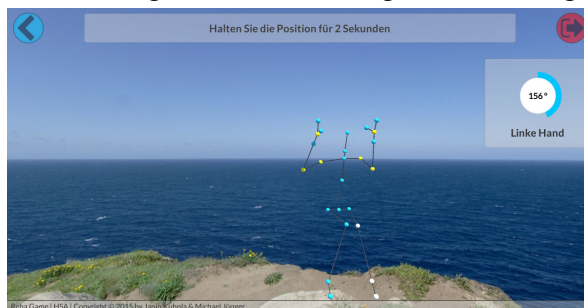 Halten Sie die Position für 2 Sekunden
156°
Linke Hand
Reha Game | HSA | Copyright © 2015 by Janin Kubpla & Michael Jünger